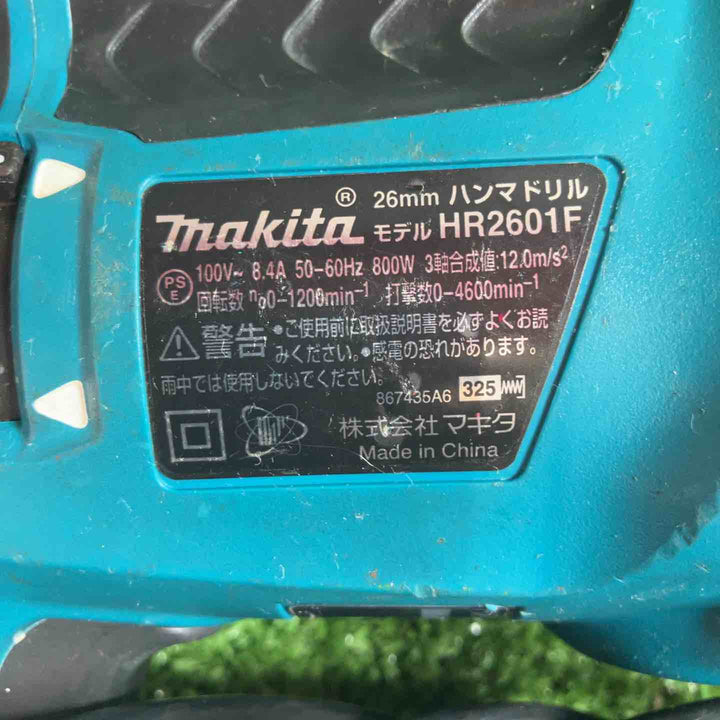 26mm ハンマドリル
makita® モデル HR2601F
PSE 100V~ 8.4A 50-60Hz 800W 3軸合成値:12.0m/s²
回転数 n₀0-1200min⁻¹ 打撃数0-4600min⁻¹
⚠警告 •ご使用前に取扱説明書を必ずよくお読
みください。•感電の恐れがあります。
雨中では使用しないでください。
867435A6 325
株式会社 マキタ
Made in China